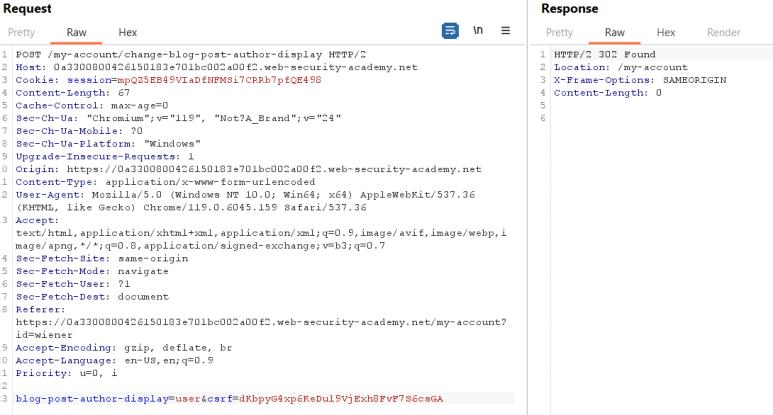 Request
Pretty Raw Hex
\n
1 POST /my-account/change-blog-post-author-display HTTP/2
2 Host: 0a3300800426150183e701bc002a00f2.web-security-academy.net
3 Cookie: session=mpQZ5EB49VIaDfNFMSi7CRRb7pfQE498
4 Content-Length: 67
5 Cache-Control: max-age=0
6 Sec-Ch-Ua: "Chromium";v="119", "Not?A_Brand";v="24"
7 Sec-Ch-Ua-Mobile: ?0
8 Sec-Ch-Ua-Platform: "Windows"
9 Upgrade-Insecure-Requests: 1
0 Origin: https://0a3300800426150183e701bc002a00f2.web-security-academy.net
1 Content-Type: application/x-www-form-urlencoded
2 User-Agent: Mozilla/5.0 (Windows NT 10.0; Win64; x64) AppleWebKit/537.36
(KHTML, like Gecko) Chrome/119.0.6045.159 Safari/537.36
3 Accept:
text/html,application/xhtml+xml,application/xml;q=0.9,image/avif,image/webp,i
mage/apng,*/*;q=0.8,application/signed-exchange;v=b3;q=0.7
4 Sec-Fetch-Site: same-origin
5 Sec-Fetch-Mode: navigate
6 Sec-Fetch-User: ?1
7 Sec-Fetch-Dest: document
8 Referer:
https://0a3300800426150183e701bc002a00f2.web-security-academy.net/my-account?
id=wiener
9 Accept-Encoding: gzip, deflate, br
0 Accept-Language: en-US,en;q=0.9
1 Priority: u=0, i
2
3 blog-post-author-display=user&csrf=dKbpyG4xp6KeDul9VjExh8FvF7S6csGA
Response
Pretty Raw Hex Render
1 HTTP/2 302 Found
2 Location: /my-account
3 X-Frame-Options: SAMEORIGIN
4 Content-Length: 0
5
6